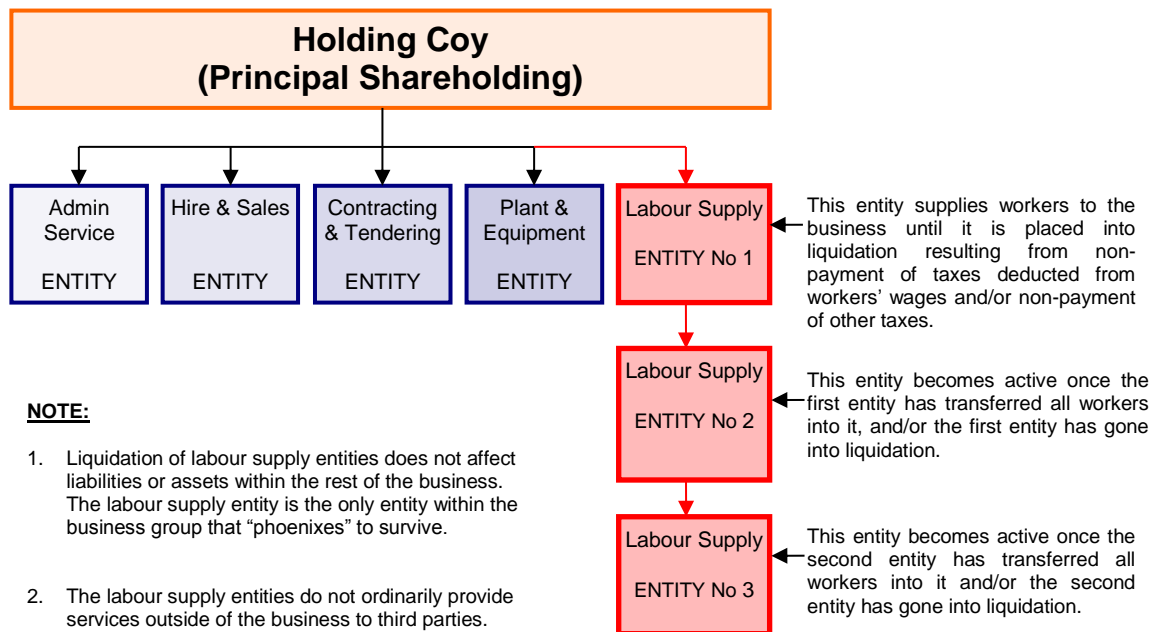 Holding Coy
(Principal Shareholding)
Admin
Service
ENTITY
Hire & Sales
ENTITY
Contracting
& Tendering
ENTITY
Plant &
Equipment
ENTITY
Labour Supply
ENTITY No 1
This entity supplies workers to the
business until it is placed into
liquidation resulting from non-
payment of taxes deducted from
workers’ wages and/or non-payment
of other taxes.
Labour Supply
ENTITY No 2
This entity becomes active once the
first entity has transferred all workers
into it, and/or the first entity has gone
into liquidation.
NOTE:
1. Liquidation of labour supply entities does not affect
liabilities or assets within the rest of the business.
The labour supply entity is the only entity within the
business group that “phoenixes” to survive.
2. The labour supply entities do not ordinarily provide
services outside of the business to third parties.
Labour Supply
ENTITY No 3
This entity becomes active once the
second entity has transferred all
workers into it and/or the second
entity has gone into liquidation.